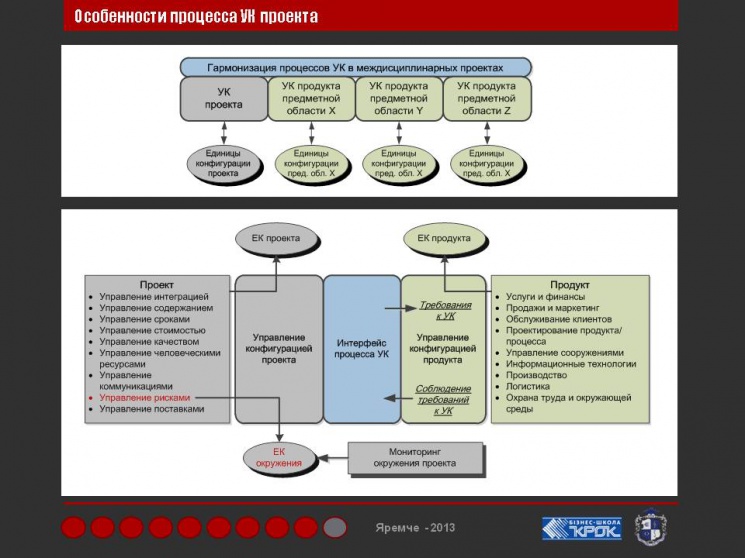 Особенности процесса УК проекта
Гармонизация процессов УК в междисциплинарных проектах
УК
проекта
УК продукта
предметной
области X
УК продукта
предметной
области Y
УК продукта
предметной
области Z
Единицы
конфигурации
проекта
Единицы
конфигурации
пред. обл. X
Единицы
конфигурации
пред. обл. X
Единицы
конфигурации
пред. обл. X
ЕК проекта
ЕК продукта
Проект
• Управление интеграцией
• Управление содержанием
• Управление сроками
• Управление стоимостью
• Управление качеством
• Управление человеческими
ресурсами
• Управление
коммуникациями
• Управление рисками
• Управление поставками
Управление
конфигурацией
проекта
Интерфейс
процесса УК
Требования
к УК
Управление
конфигурацией
продукта
Соблюдение
требований
к УК
Продукт
• Услуги и финансы
• Продажи и маркетинг
• Обслуживание клиентов
• Проектирование продукта/
процесса
• Управление сооружениями
• Информационные технологии
• Производство
• Логистика
• Охрана труда и окружающей
среды
ЕК
окружения
Мониторинг
окружения проекта
Яремче - 2013
БІЗНЕС-ШКОЛА
КРОК